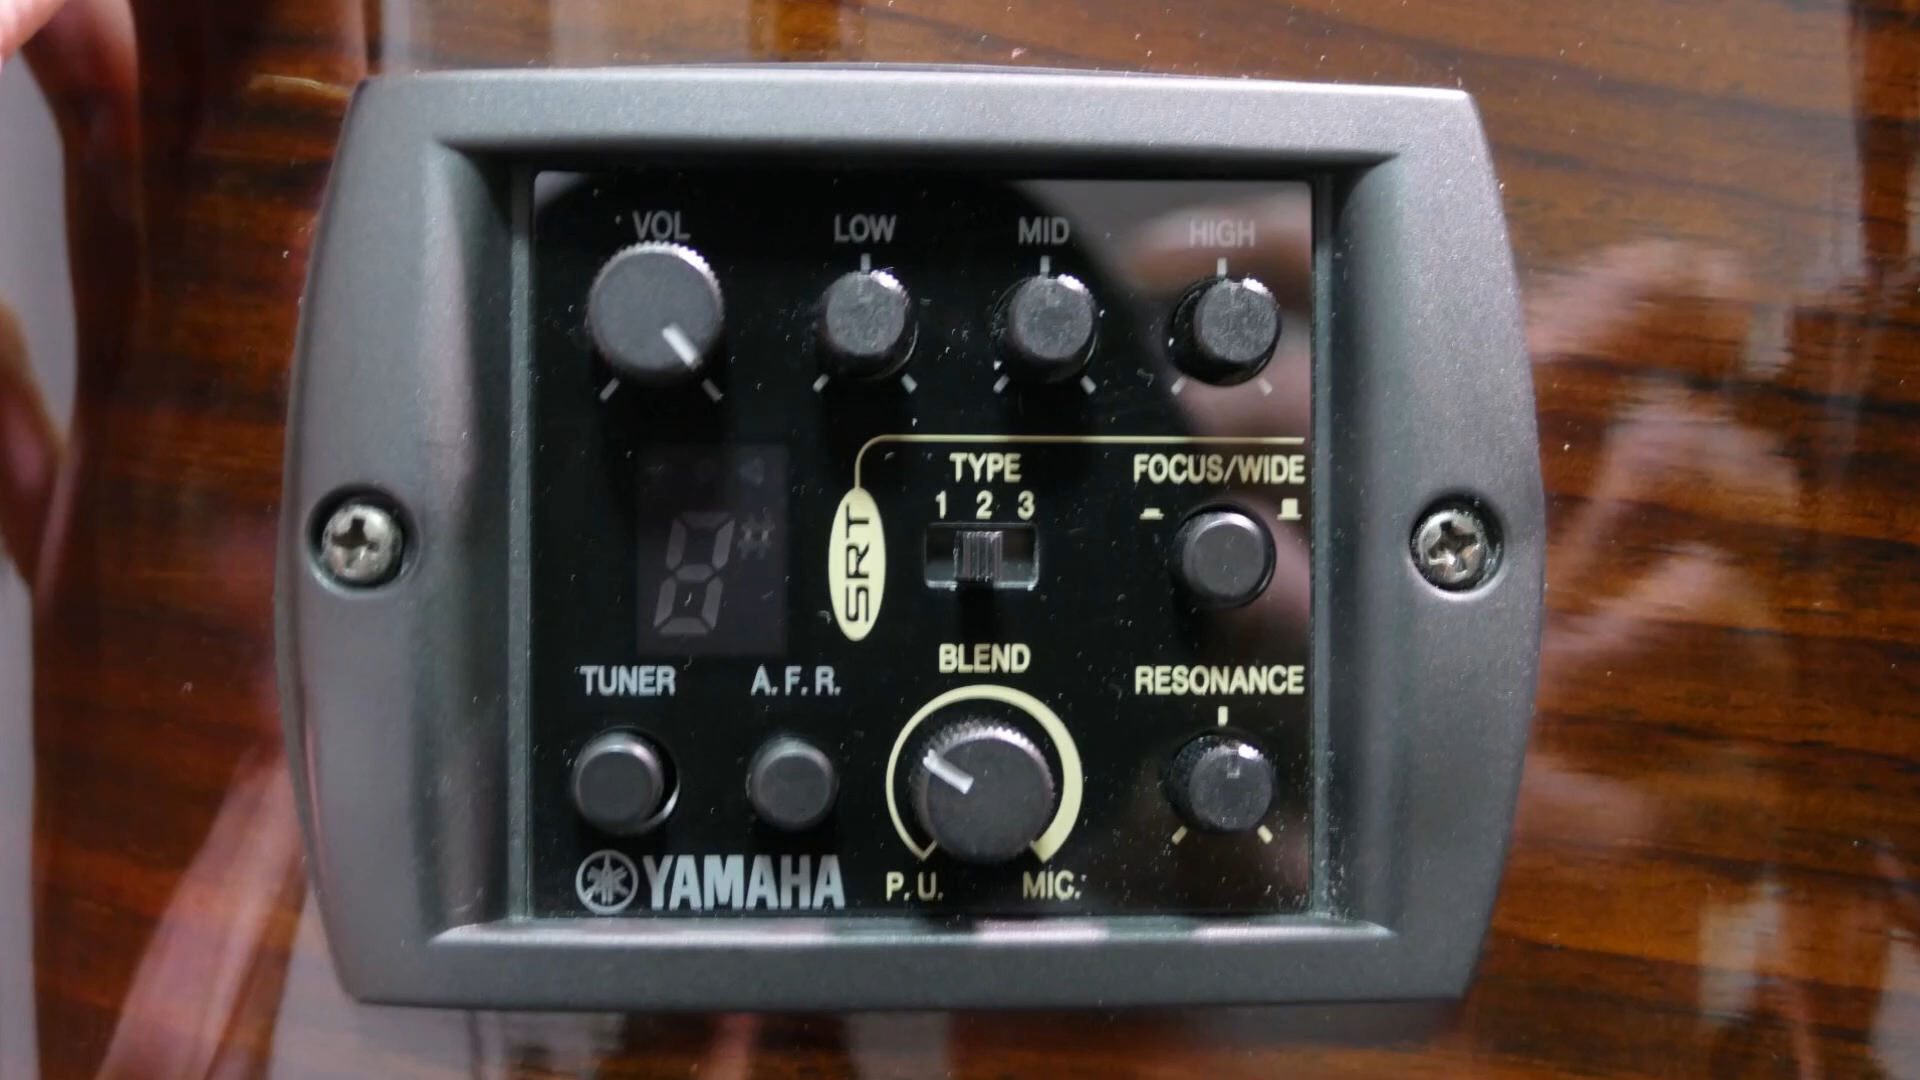 VOL LOW MID HIGH
TYPE FOCUS/WIDE
1 2 3
SRT
BLEND
TUNER A.F.R. RESONANCE
YAMAHA P.U. MIC.